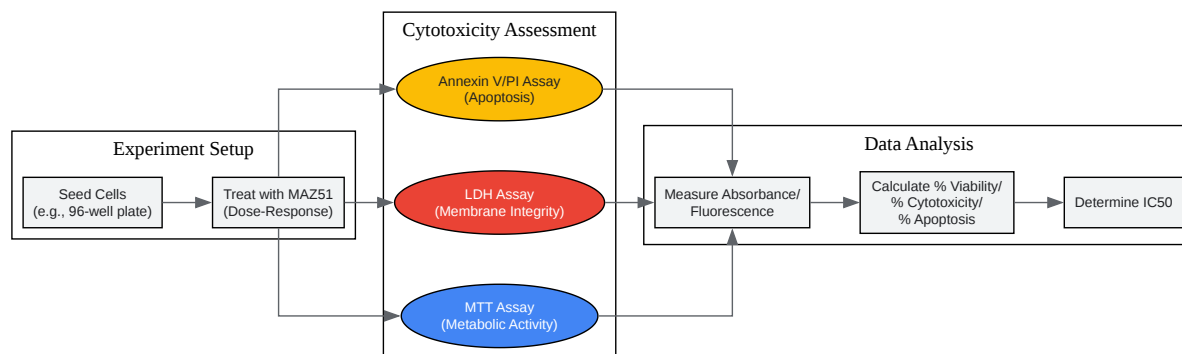 Experiment Setup
Seed Cells
(e.g., 96-well plate)
Treat with MAZ51
(Dose-Response)
Cytotoxicity Assessment
Annexin V/PI Assay
(Apoptosis)
LDH Assay
(Membrane Integrity)
MTT Assay
(Metabolic Activity)
Data Analysis
Measure Absorbance/
Fluorescence
Calculate % Viability/
% Cytotoxicity/
% Apoptosis
Determine IC50